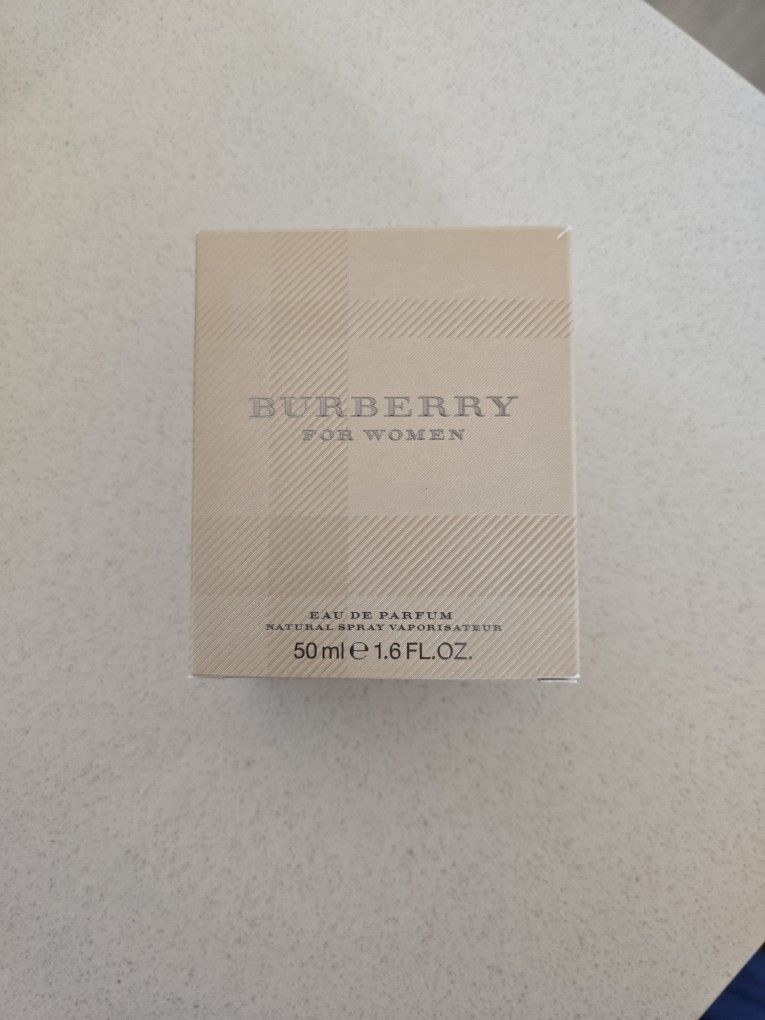 BURBERRY
FOR WOMEN
EAU DE PARFUM
NATURAL SPRAY VAPORISATEUR
50 ml ℮ 1.6 FL.OZ.